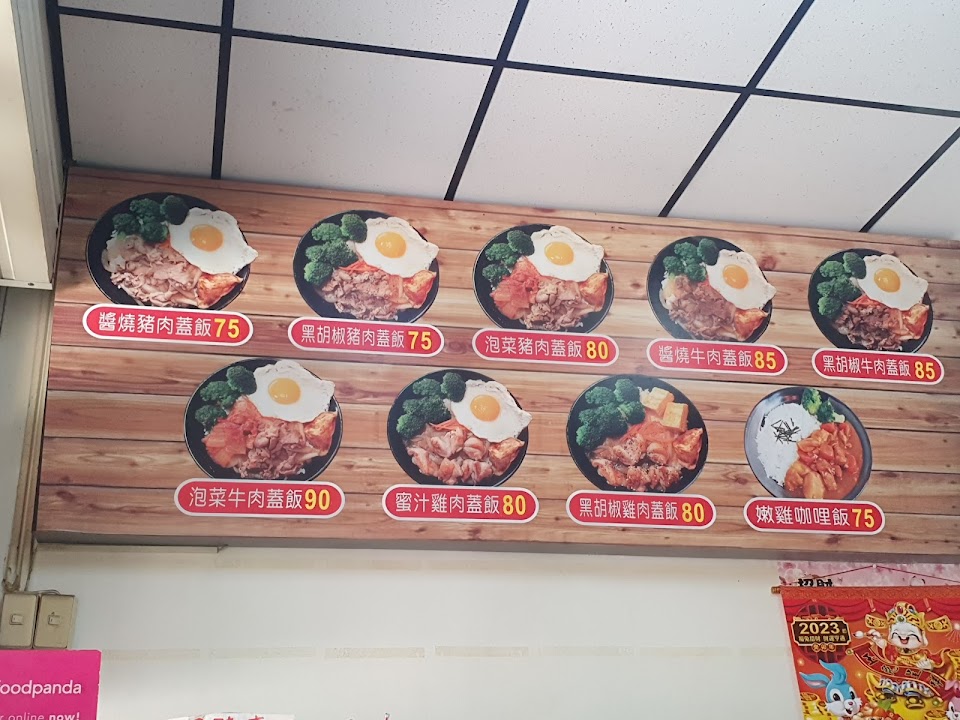 醬燒豬肉蓋飯75
黑胡椒豬肉蓋飯75
泡菜豬肉蓋飯80
醬燒牛肉蓋飯85
黑胡椒牛肉蓋飯85
泡菜牛肉蓋飯90
蜜汁雞肉蓋飯80
黑胡椒雞肉蓋飯80
嫩雞咖哩飯75
招財
2023
foodpanda
online now!